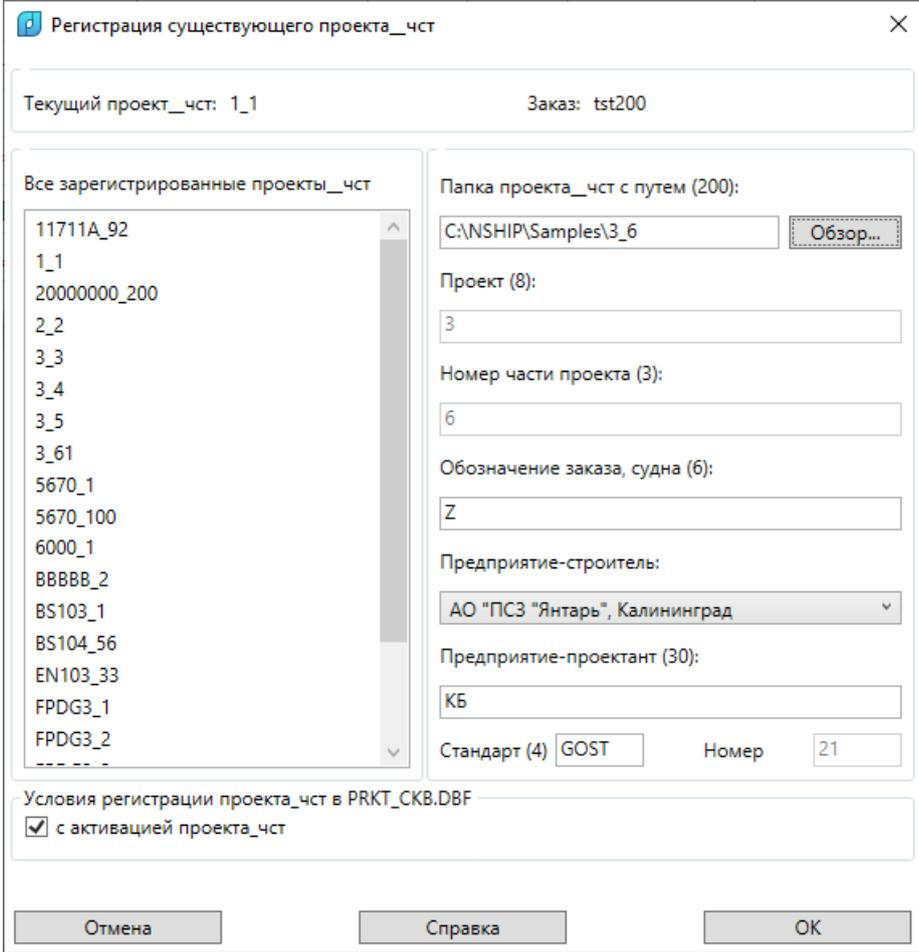 Регистрация существующего проекта__чст
Текущий проект__чст: 1_1
Заказ: tst200
Все зарегистрированные проекты__чст
11711A_92
1_1
20000000_200
2_2
3_3
3_4
3_5
3_61
5670_1
5670_100
6000_1
BBBBB_2
BS103_1
BS104_56
EN103_33
FPDG3_1
FPDG3_2
Папка проекта__чст с путем (200):
C:\NSHIP\Samples\3_6
Обзор...
Проект (8):
3
Номер части проекта (3):
6
Обозначение заказа, судна (6):
Z
Предприятие-строитель:
АО "ПСЗ "Янтарь", Калининград
Предприятие-проектант (30):
КБ
Стандарт (4) GOST Номер 21
Условия регистрации проекта_чст в PRKT_CKB.DBF
с активацией проекта_чст
Отмена
Справка
ОК